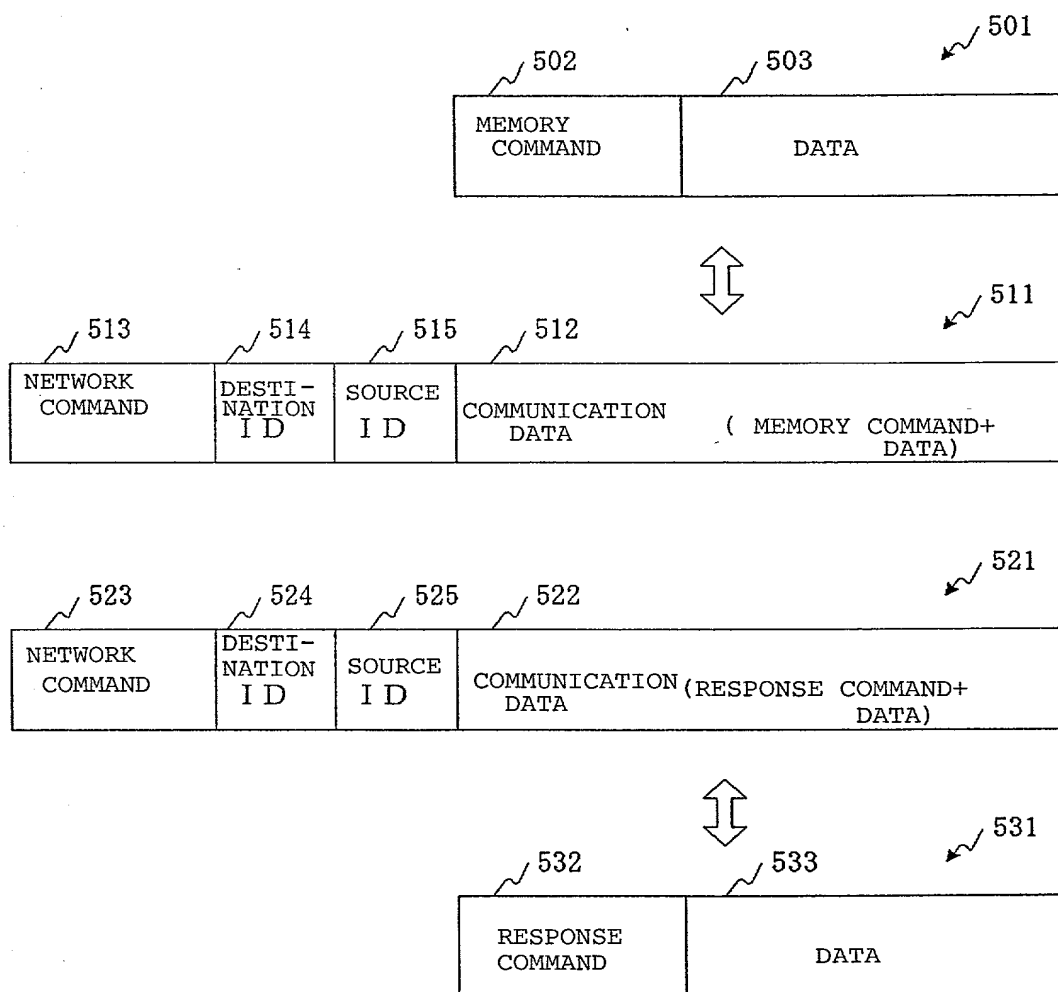 501
502 503
MEMORY
COMMAND
DATA
511
513 514 515 512
NETWORK
COMMAND
DESTI-
NATION
ID
SOURCE
ID
COMMUNICATION
DATA
( MEMORY COMMAND+
DATA)
521
523 524 525 522
NETWORK
COMMAND
DESTI-
NATION
ID
SOURCE
ID
COMMUNICATION
DATA
(RESPONSE COMMAND+
DATA)
531
532 533
RESPONSE
COMMAND
DATA